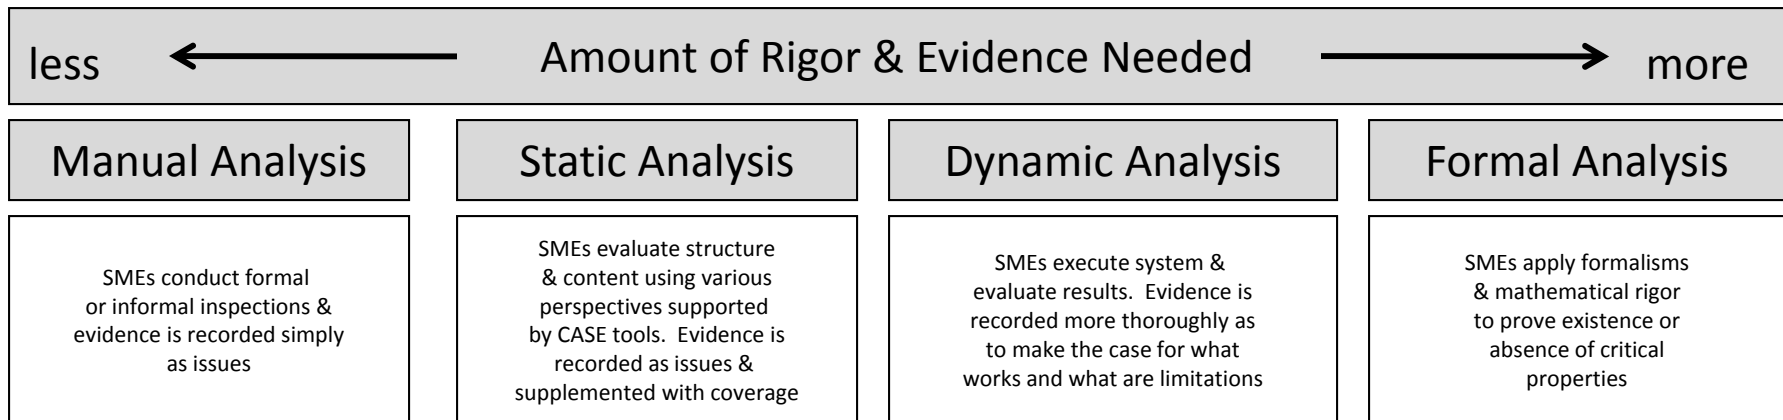 less Amount of Rigor & Evidence Needed more
Manual Analysis
SMEs conduct formal
or informal inspections &
evidence is recorded simply
as issues
Static Analysis
SMEs evaluate structure
& content using various
perspectives supported
by CASE tools.  Evidence is
recorded as issues &
supplemented with coverage
Dynamic Analysis
SMEs execute system &
evaluate results.  Evidence is
recorded more thoroughly as
to make the case for what
works and what are limitations
Formal Analysis
SMEs apply formalisms
& mathematical rigor
to prove existence or
absence of critical
properties